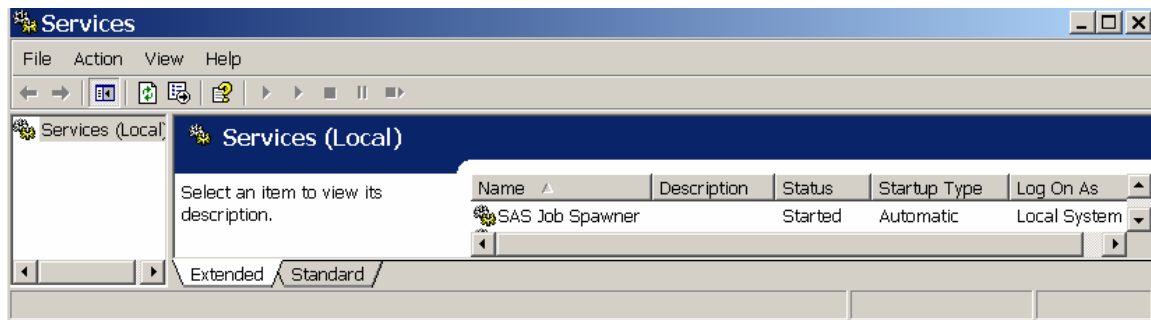 Services
File Action View Help
Services (Local)
Services (Local)
Select an item to view its
description.
Name Description Status Startup Type Log On As
SAS Job Spawner Started Automatic Local System
Extended Standard